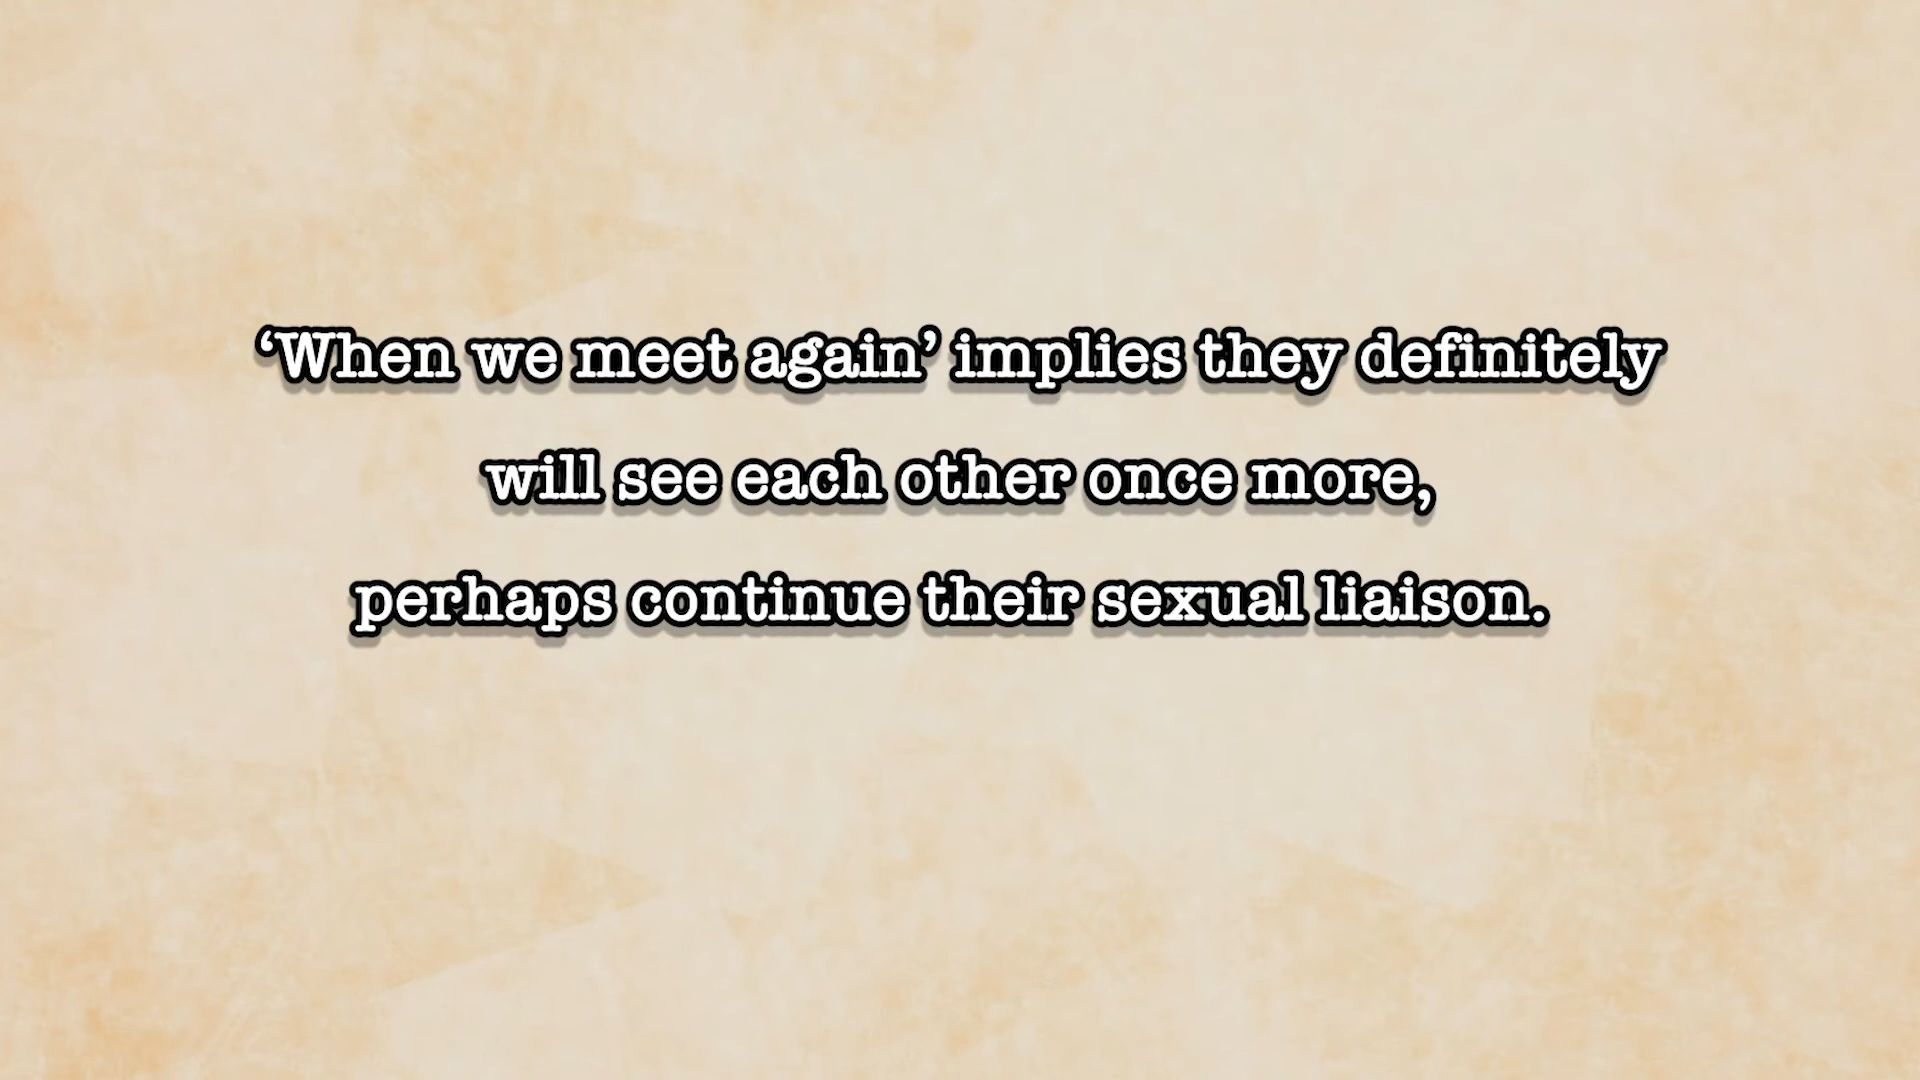 ‘When we meet again’ implies they definitely
will see each other once more,
perhaps continue their sexual liaison.